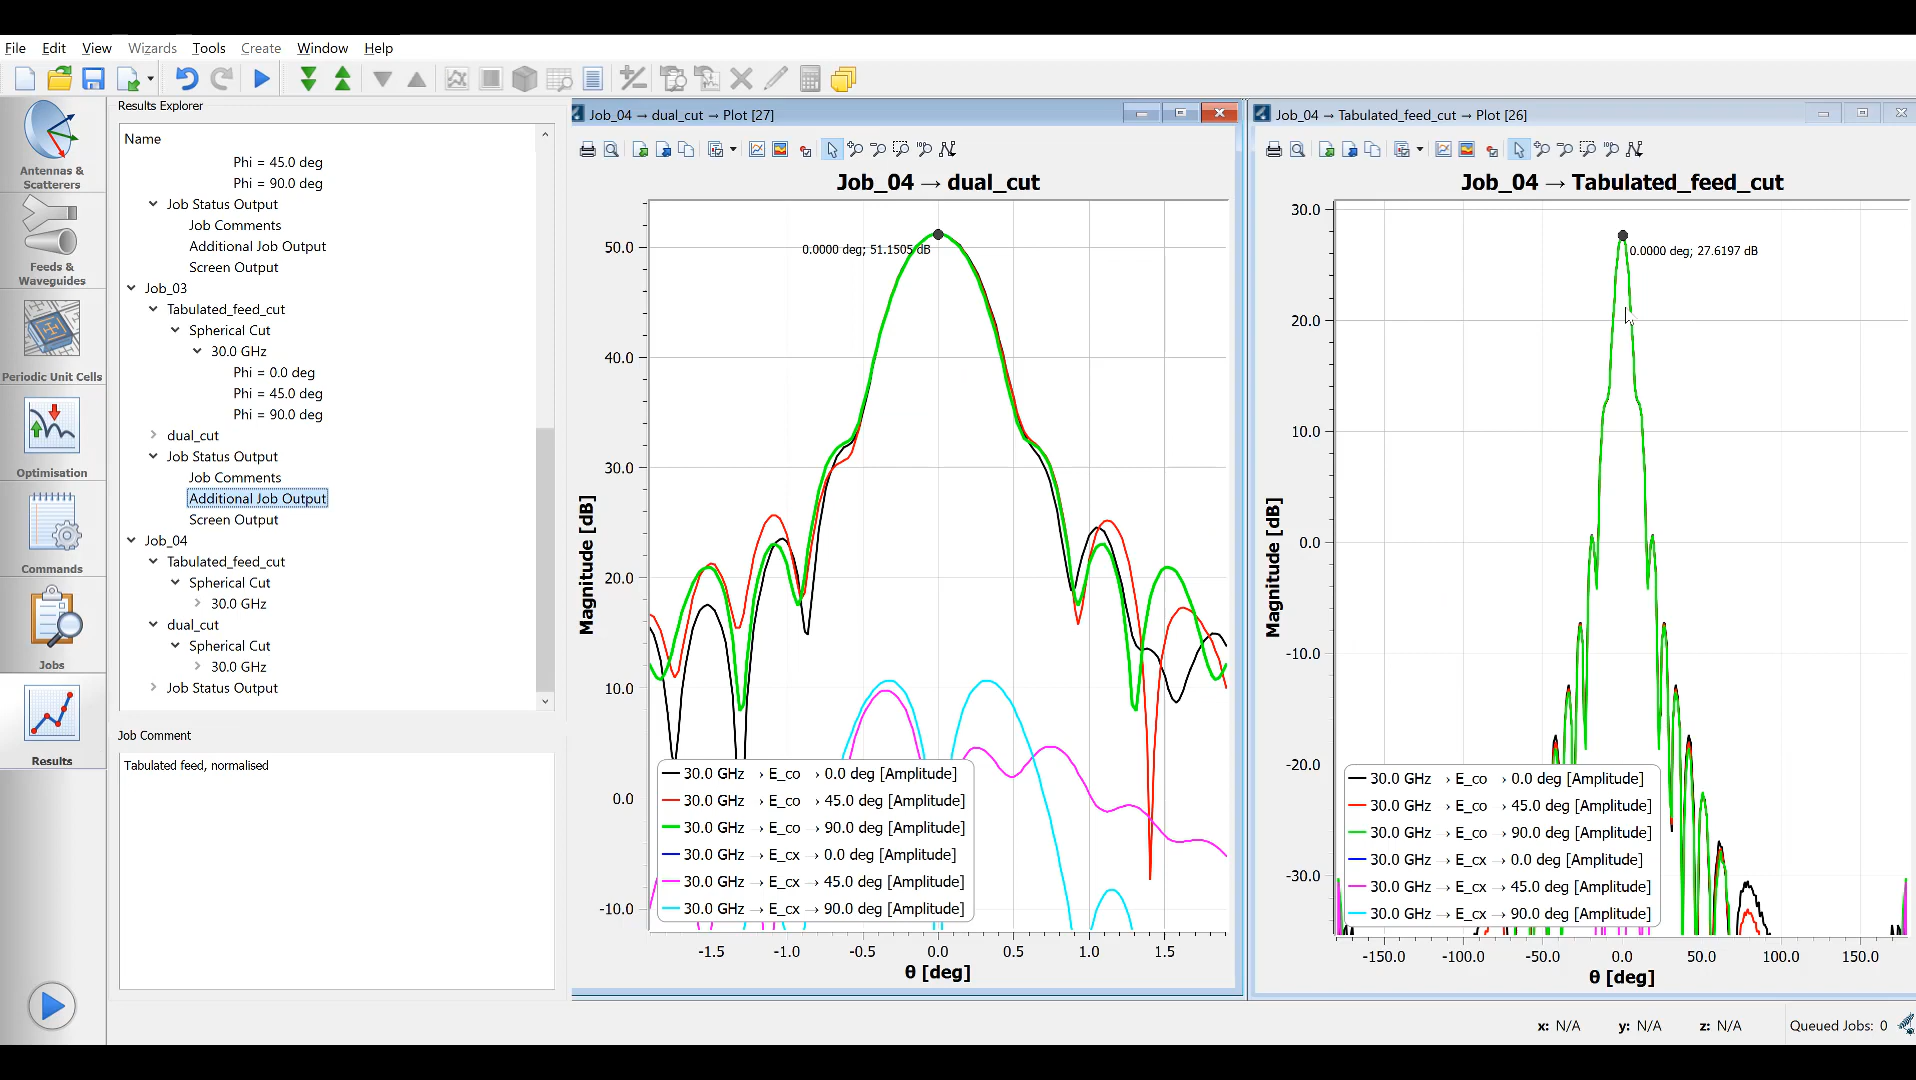 File Edit View Wizards Tools Create Window Help
Antennas & Scatterers
Feeds & Waveguides
Periodic Unit Cells
Optimisation
Commands
Jobs
Results
Results Explorer
Name
Phi = 45.0 deg
Phi = 90.0 deg
Job Status Output
Job Comments
Additional Job Output
Screen Output
Job_03
Tabulated_feed_cut
Spherical Cut
30.0 GHz
Phi = 0.0 deg
Phi = 45.0 deg
Phi = 90.0 deg
dual_cut
Job Status Output
Job Comments
Additional Job Output
Screen Output
Job_04
Tabulated_feed_cut
Spherical Cut
30.0 GHz
dual_cut
Spherical Cut
30.0 GHz
Job Status Output
Job Comment
Tabulated feed, normalised
Job_04 → dual_cut → Plot [27]
Job_04 → dual_cut
0.0000 deg; 51.1505 dB
Magnitude [dB]
50.0
40.0
30.0
20.0
10.0
0.0
-10.0
30.0 GHz → E_co → 0.0 deg [Amplitude]
30.0 GHz → E_co → 45.0 deg [Amplitude]
30.0 GHz → E_co → 90.0 deg [Amplitude]
30.0 GHz → E_cx → 0.0 deg [Amplitude]
30.0 GHz → E_cx → 45.0 deg [Amplitude]
30.0 GHz → E_cx → 90.0 deg [Amplitude]
-1.5 -1.0 -0.5 0.0 0.5 1.0 1.5
θ [deg]
Job_04 → Tabulated_feed_cut → Plot [26]
Job_04 → Tabulated_feed_cut
0.0000 deg; 27.6197 dB
Magnitude [dB]
30.0
20.0
10.0
0.0
-10.0
-20.0
-30.0
30.0 GHz → E_co → 0.0 deg [Amplitude]
30.0 GHz → E_co → 45.0 deg [Amplitude]
30.0 GHz → E_co → 90.0 deg [Amplitude]
30.0 GHz → E_cx → 0.0 deg [Amplitude]
30.0 GHz → E_cx → 45.0 deg [Amplitude]
30.0 GHz → E_cx → 90.0 deg [Amplitude]
-150.0 -100.0 -50.0 0.0 50.0 100.0 150.0
θ [deg]
x: N/A y: N/A z: N/A Queued Jobs: 0